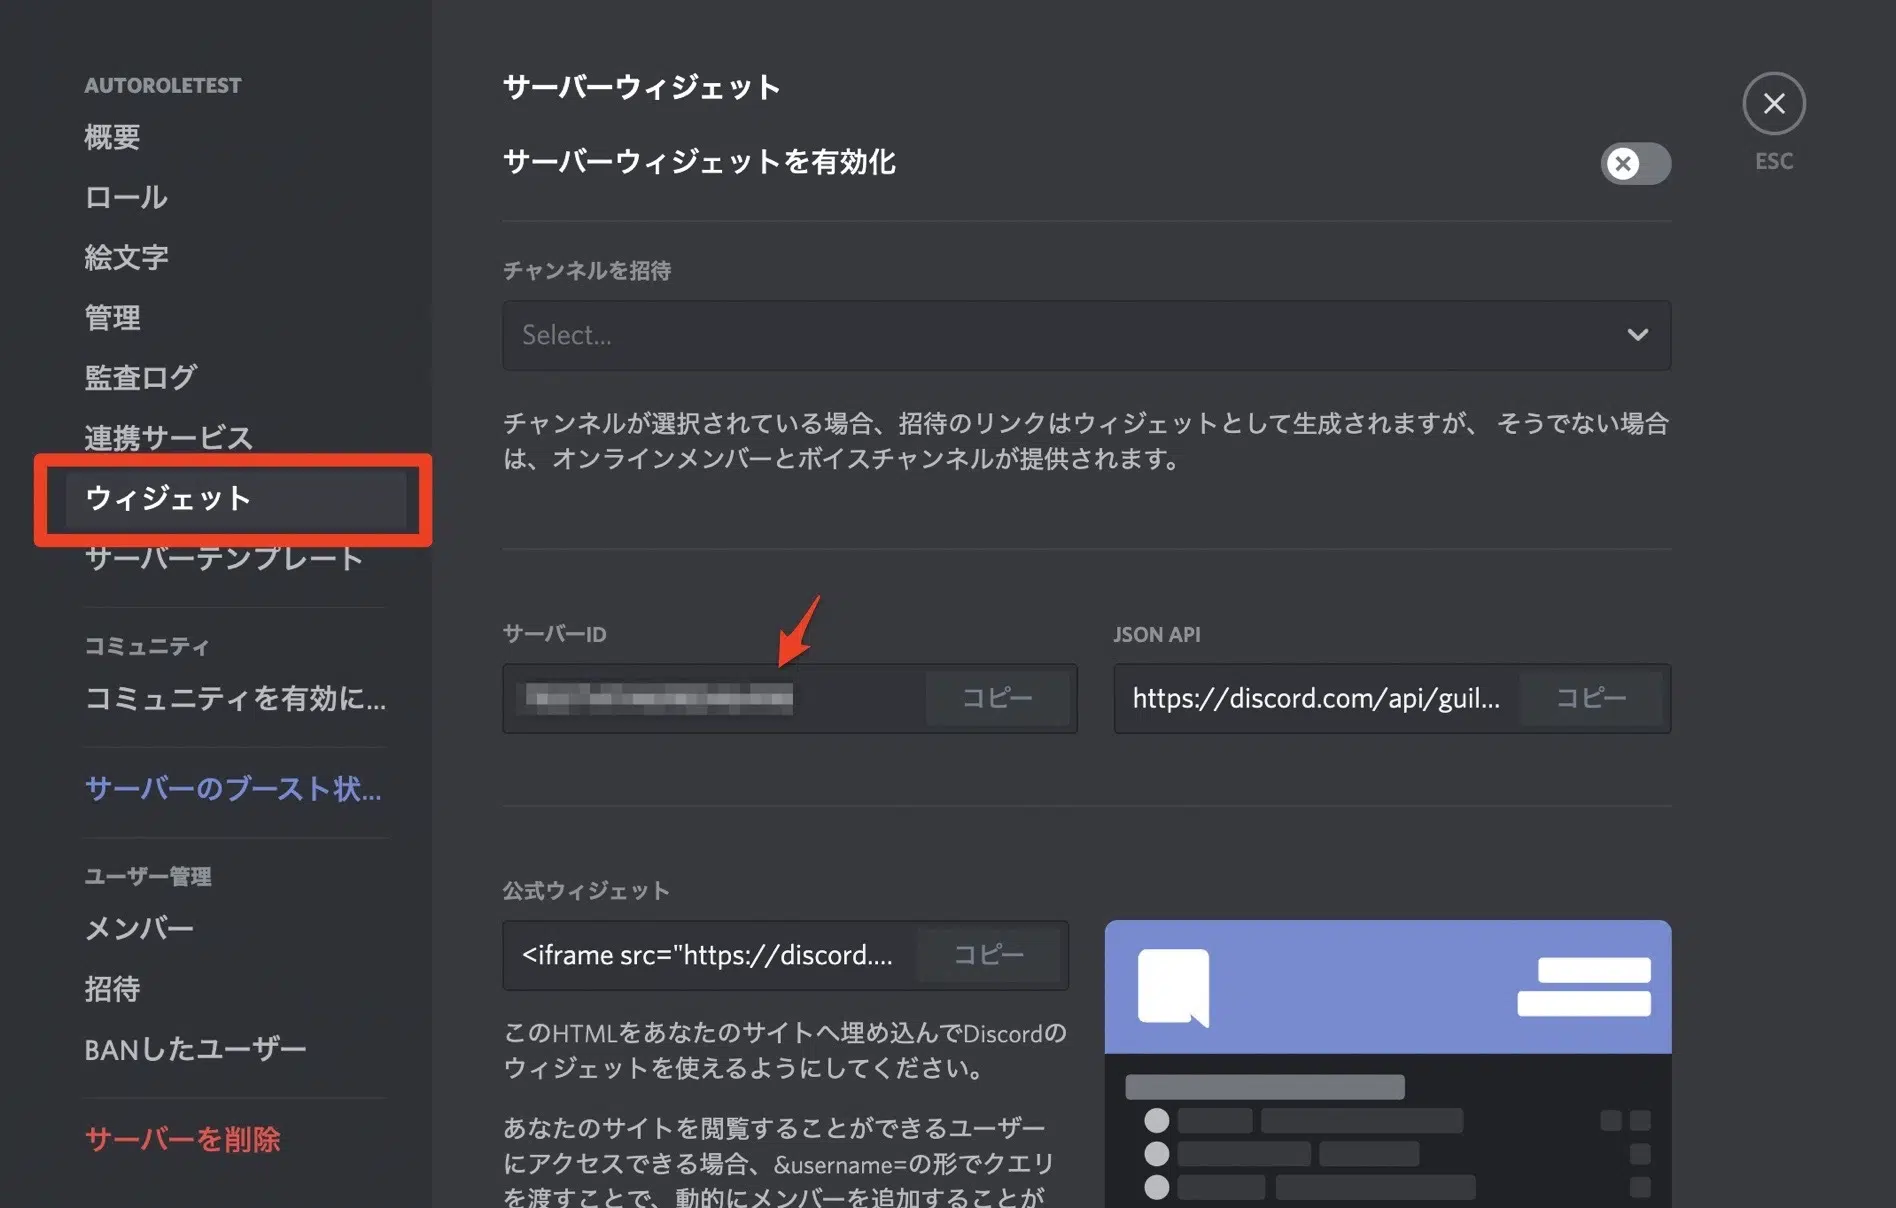 AUTOROLETEST
概要
ロール
絵文字
管理
監査ログ
連携サービス
ウィジェット
サーバーテンプレート
コミュニティ
コミュニティを有効に...
サーバーのブースト状...
ユーザー管理
メンバー
招待
BANしたユーザー
サーバーを削除
サーバーウィジェット
サーバーウィジェットを有効化
ESC
チャンネルを招待
Select...
チャンネルが選択されている場合、招待のリンクはウィジェットとして生成されますが、 そうでない場合
は、オンラインメンバーとボイスチャンネルが提供されます。
サーバーID
コピー
JSON API
https://discord.com/api/guil...
コピー
公式ウィジェット
<iframe src="https://discord....
コピー
このHTMLをあなたのサイトへ埋め込んでDiscordの
ウィジェットを使えるようにしてください。
あなたのサイトを閲覧することができるユーザー
にアクセスできる場合、&username=の形でクエリ
を渡すことで、動的にメンバーを追加することが